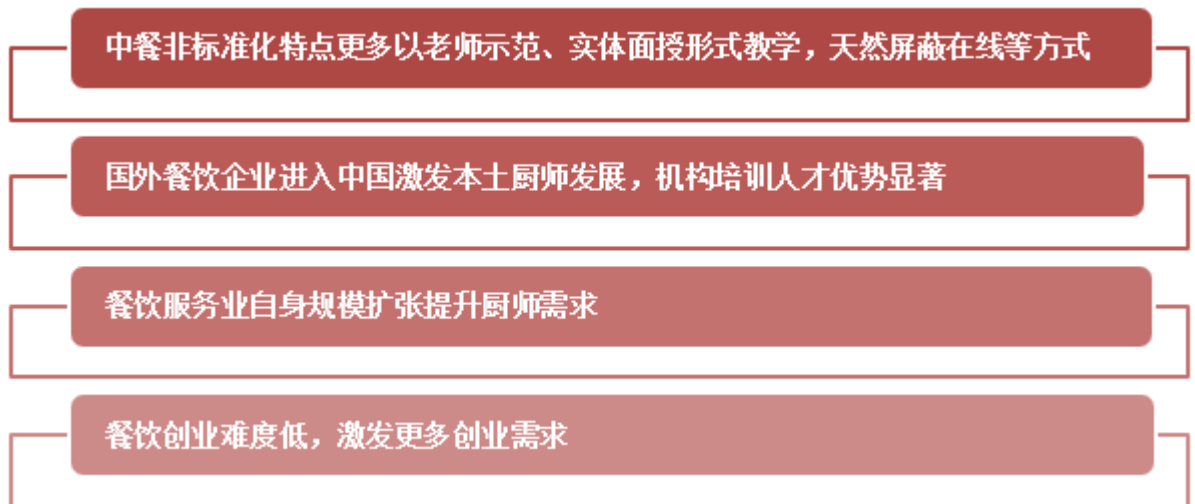 中餐非标准化特点更多以老师示范、实体面授形式教学，天然屏蔽在线等方式
国外餐饮企业进入中国激发本土厨师发展，机构培训人才优势显著
餐饮服务业自身规模扩张提升厨师需求
餐饮创业难度低，激发更多创业需求